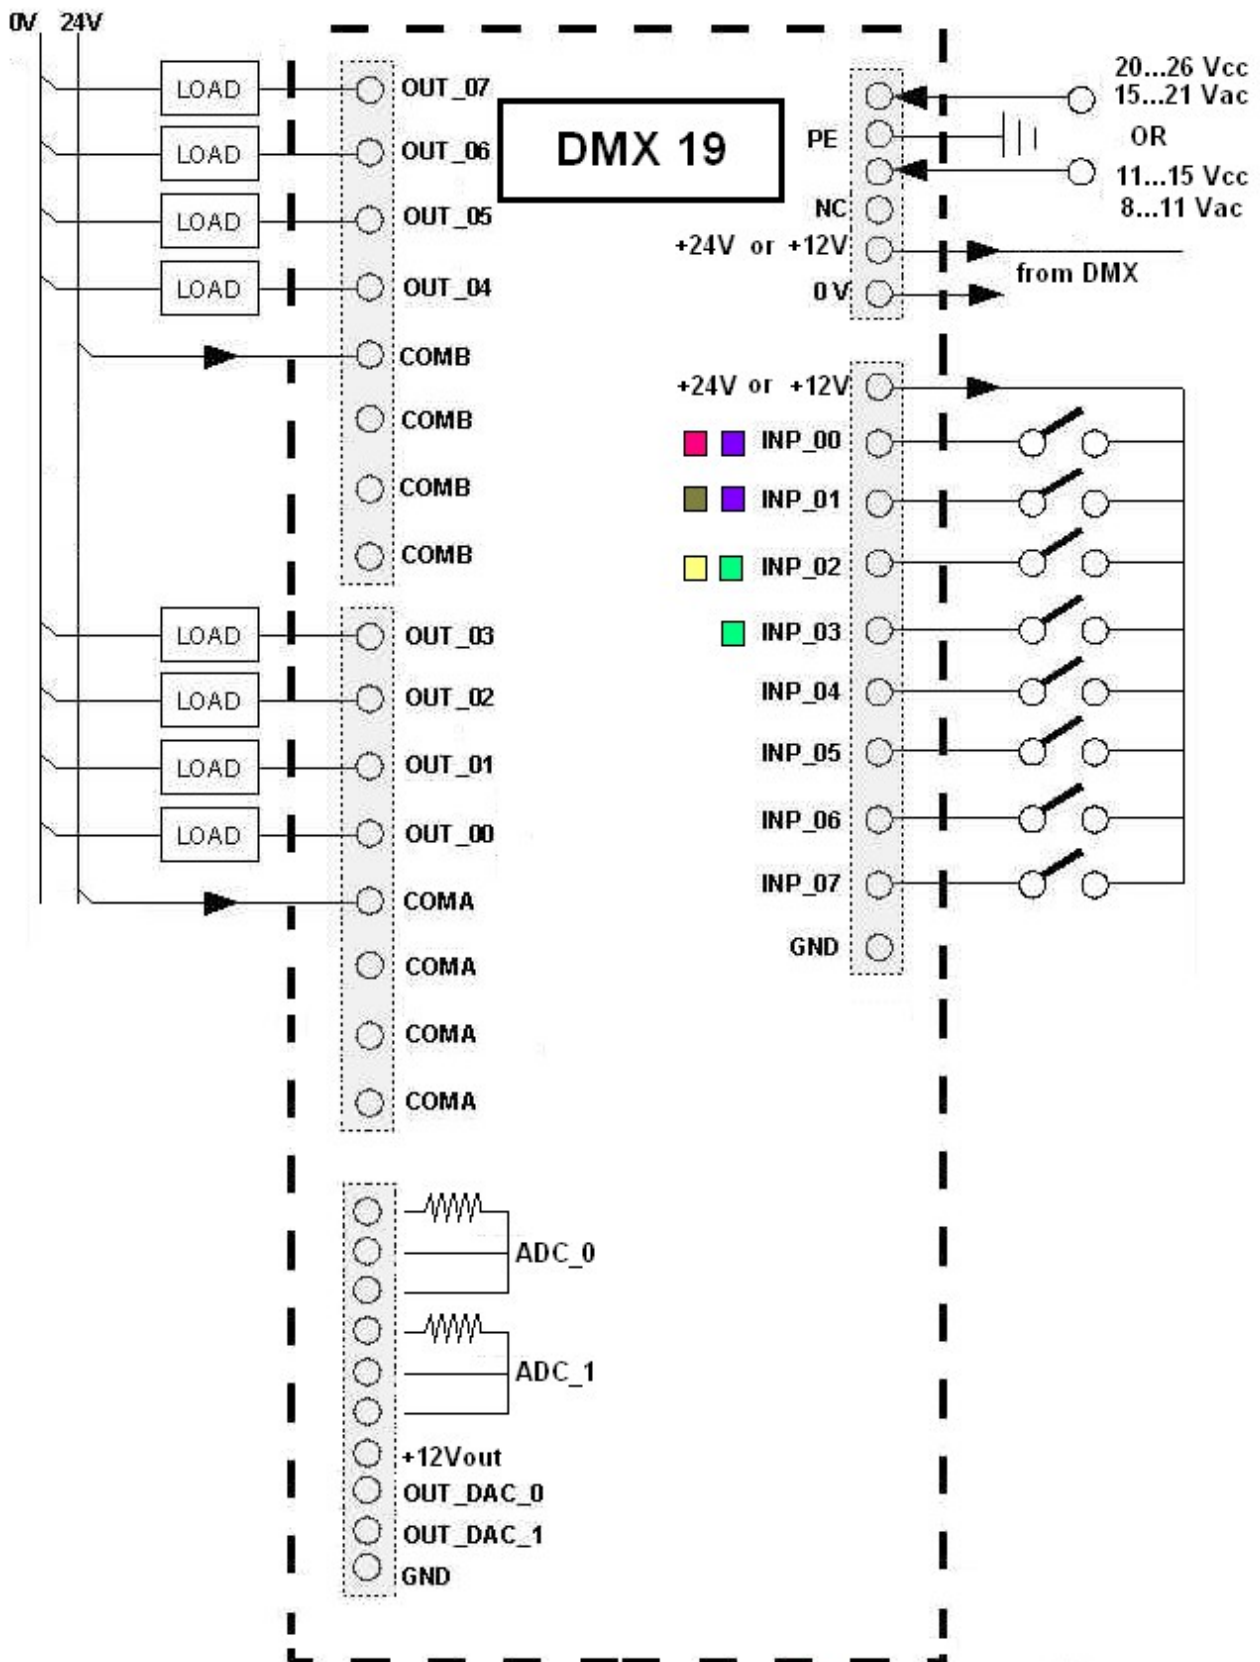 0V 24V
LOAD OUT_07
LOAD OUT_06
LOAD OUT_05
LOAD OUT_04
COMB
COMB
COMB
COMB
LOAD OUT_03
LOAD OUT_02
LOAD OUT_01
LOAD OUT_00
COMA
COMA
COMA
COMA
ADC_0
ADC_1
+12Vout
OUT_DAC_0
OUT_DAC_1
GND
DMX 19
20...26 Vcc
15...21 Vac
PE OR
11...15 Vcc
NC 8...11 Vac
+24V or +12V
from DMX
0 V
+24V or +12V
INP_00
INP_01
INP_02
INP_03
INP_04
INP_05
INP_06
INP_07
GND